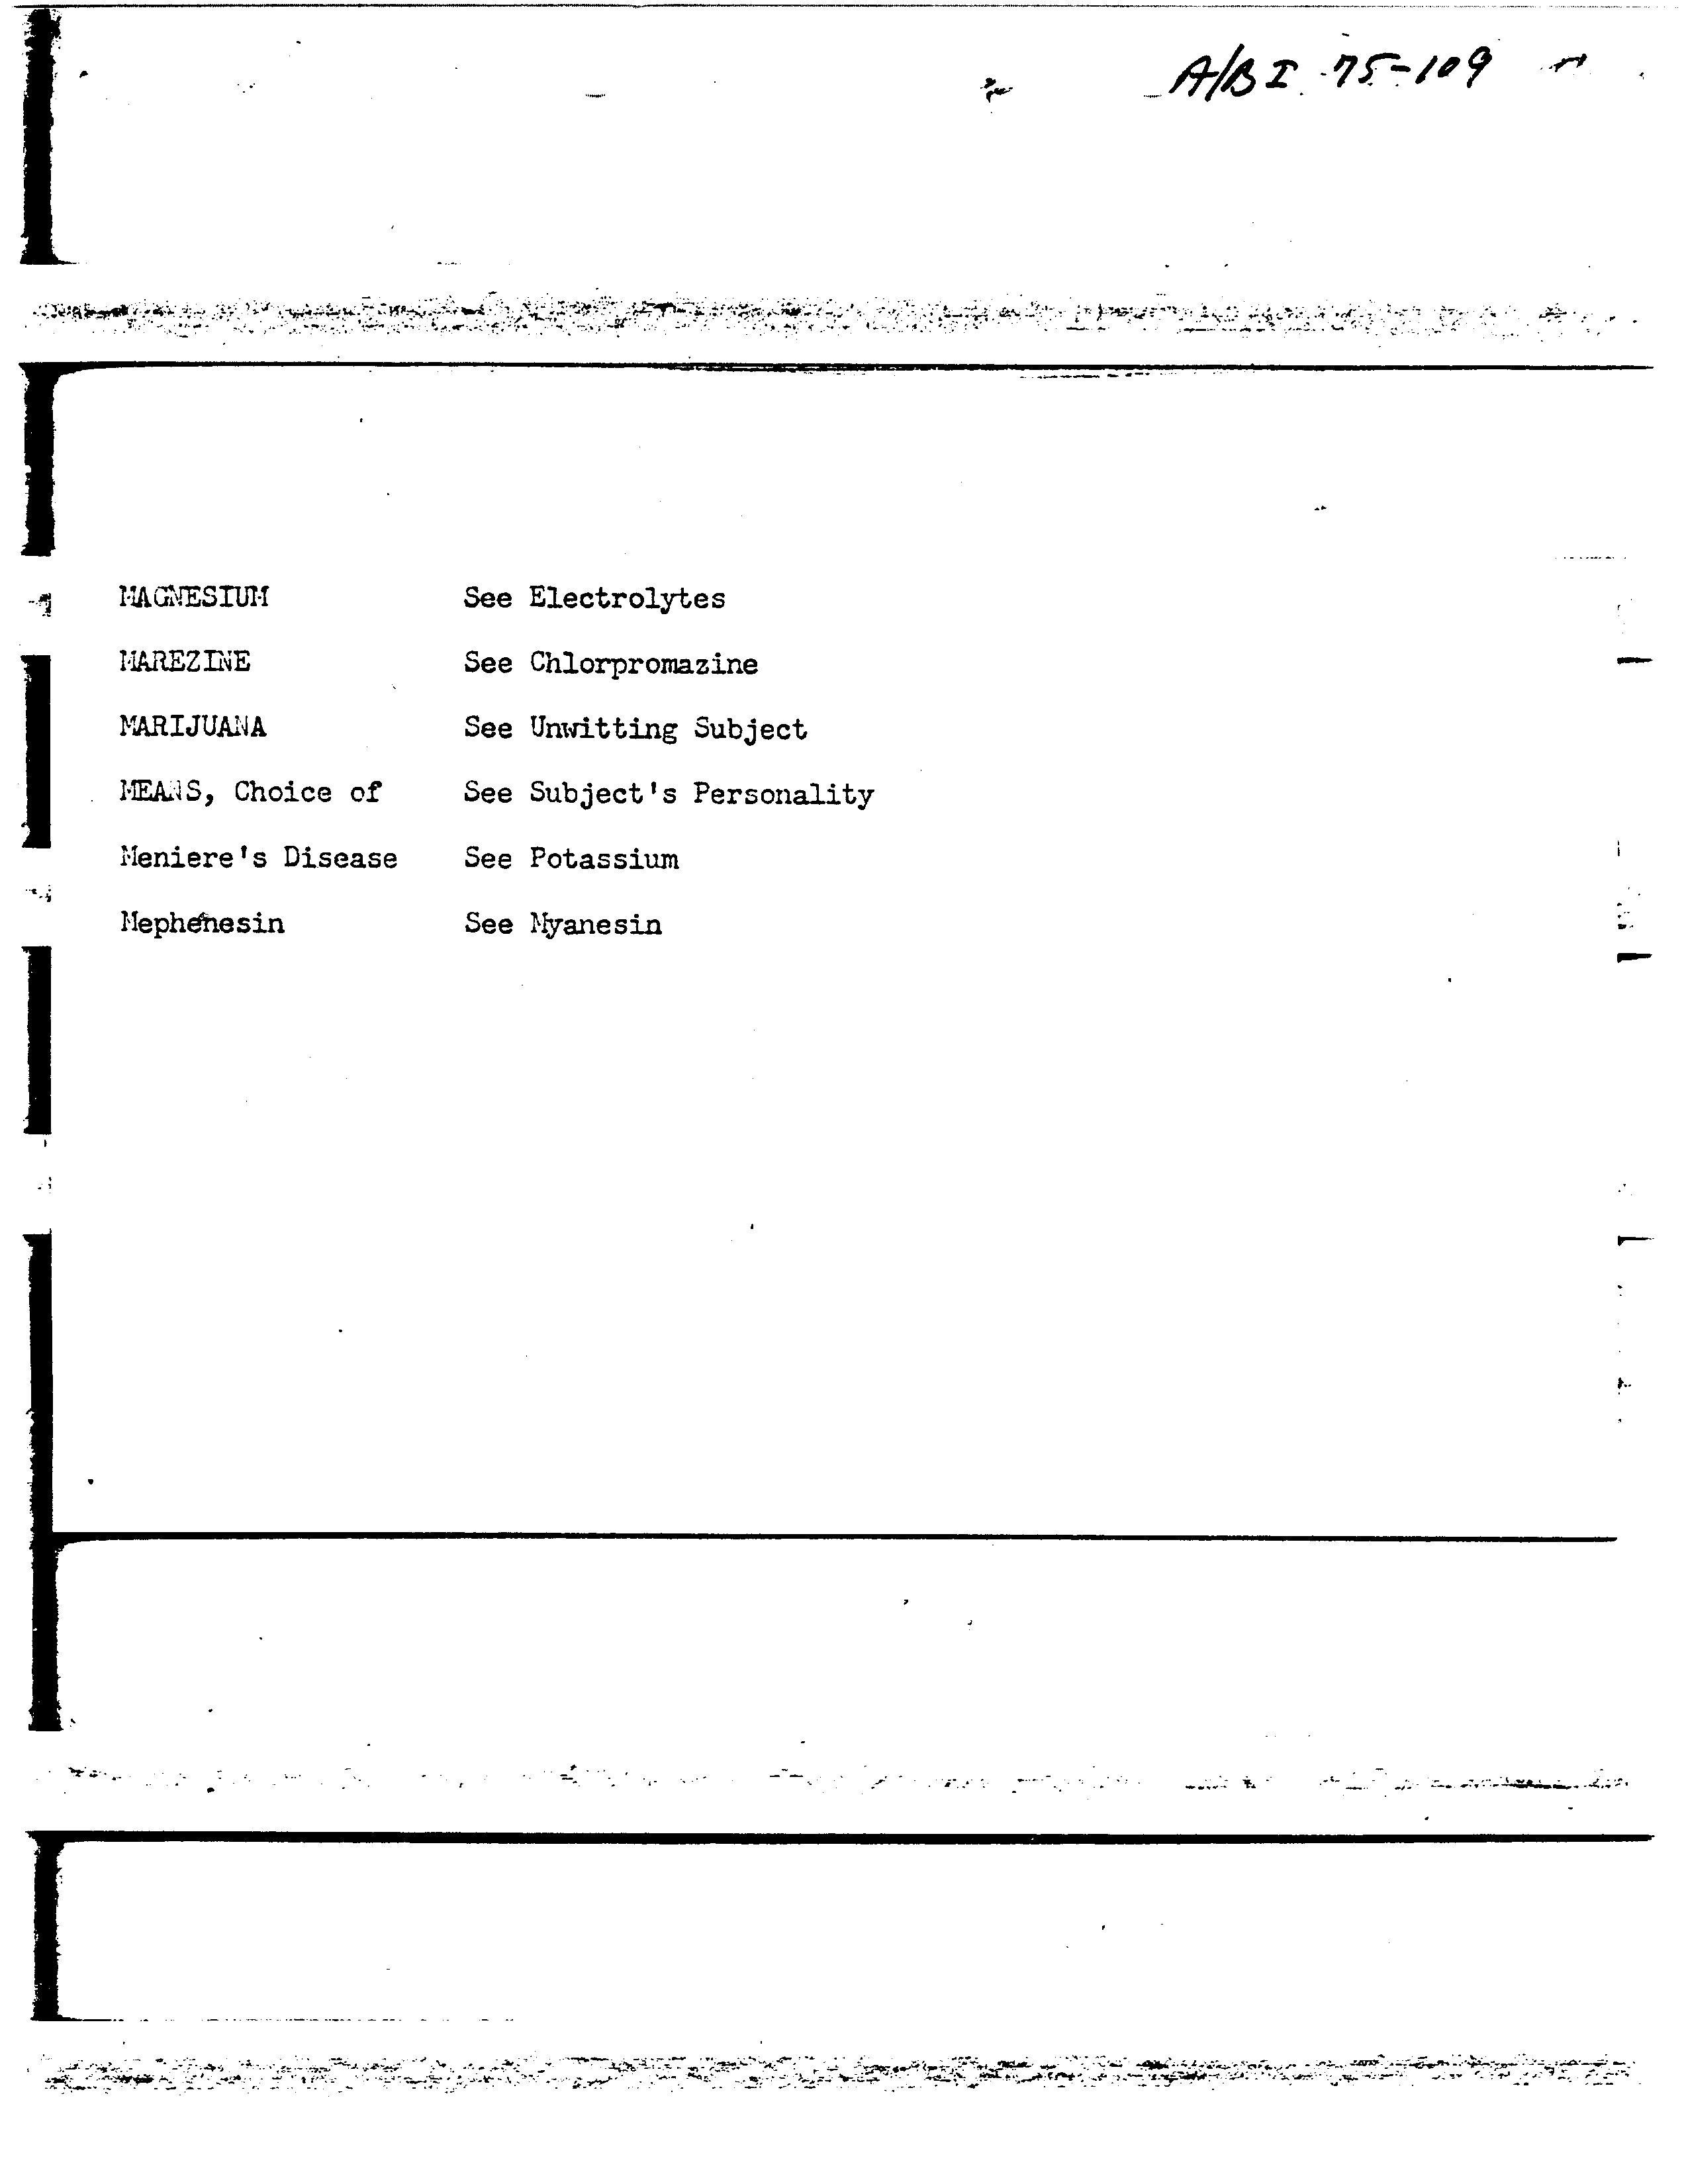 A/B I 75-109
MAGNESIUM See Electrolytes
MAREZINE See Chlorpromazine
MARIJUANA See Unwitting Subject
MEANS, Choice of See Subject's Personality
Meniere's Disease See Potassium
Mephenesin See Myanesin